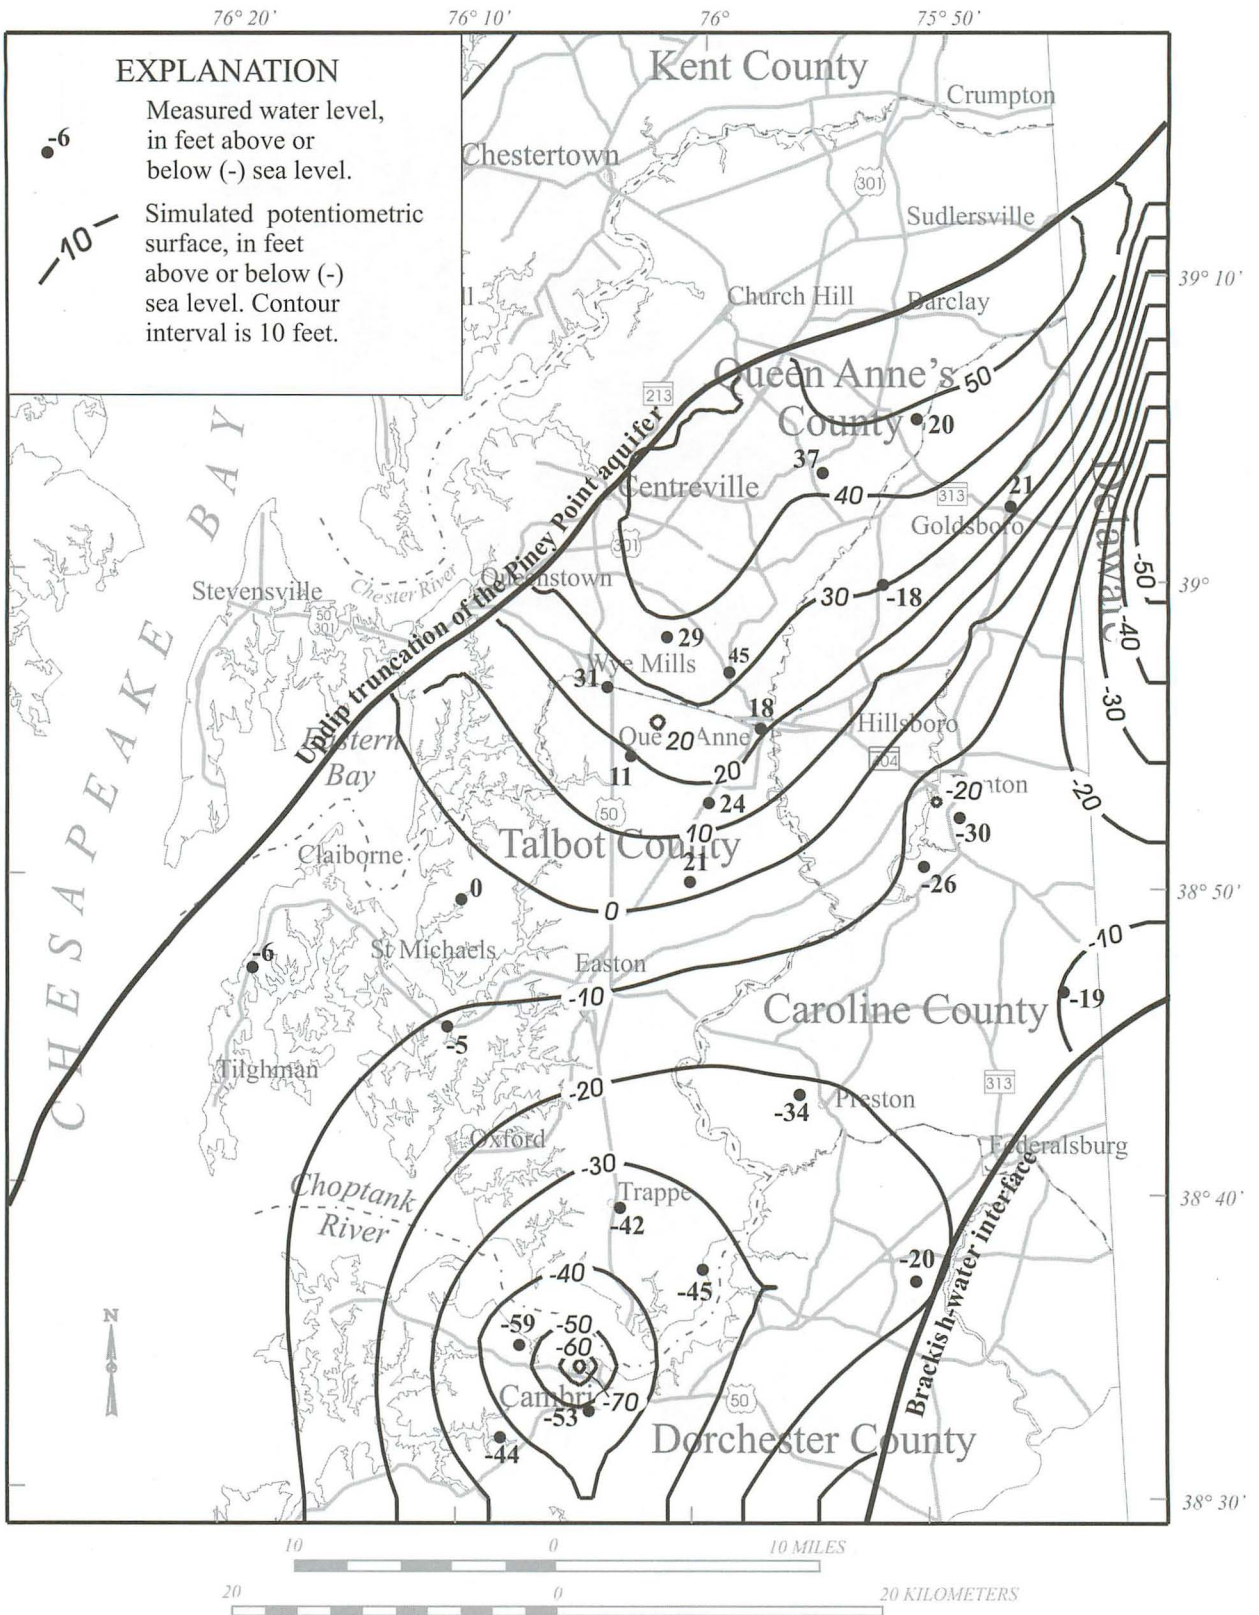 76° 20'
76° 10'
76°
75° 50'
EXPLANATION
-6
Measured water level,
in feet above or
below (-) sea level.
-10
Simulated potentiometric
surface, in feet
above or below (-)
sea level. Contour
interval is 10 feet.
Kent County
Crumpton
Chestertown
301
Sudlersville
39° 10'
ll
Church Hill
Barclay
Queen Anne's
County
50
213
20
37
40
313
21
Centreville
Goldsboro
Delaware
301
-50
39°
Queenstown
Chester River
Stevensville
50
301
30
-18
-40
Updip truncation of the Piney Point aquifer
29
Wye Mills
45
31
-30
18
Hillsboro
Que
20
Anne
Eastern
Bay
11
20
304
-20
nton
-20
50
24
-30
10
Talbot County
21
Claiborne
-26
0
0
38° 50'
-10
St Michaels
-6
Easton
-10
-19
Caroline County
-5
Tilghman
313
-20
-34
Preston
Oxford
Federalsburg
-30
Choptank
River
Trappe
38° 40'
-42
-40
-45
-20
Brackish-water interface
-59
-50
-60
N
Cambri
-70
-53
50
-44
Dorchester County
38° 30'
CHESAPEAKE BAY
10
0
10 MILES
20
0
20 KILOMETERS